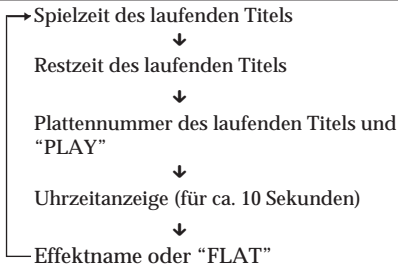 Spielzeit des laufenden Titels
Restzeit des laufenden Titels
Plattennummer des laufenden Titels und
“PLAY”
Uhrzeitanzeige (für ca. 10 Sekunden)
Effektname oder “FLAT”